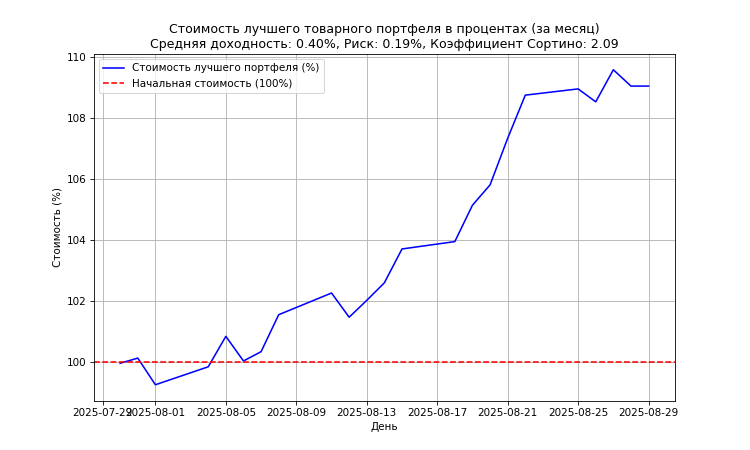 Стоимость лучшего товарного портфеля в процентах (за месяц)
Средняя доходность: 0.40%, Риск: 0.19%, Коэффициент Сортино: 2.09
Стоимость лучшего портфеля (%)
Начальная стоимость (100%)
Стоимость (%)
110
108
106
104
102
100
2025-07-29 2025-08-01 2025-08-05 2025-08-09 2025-08-13 2025-08-17 2025-08-21 2025-08-25 2025-08-29
День